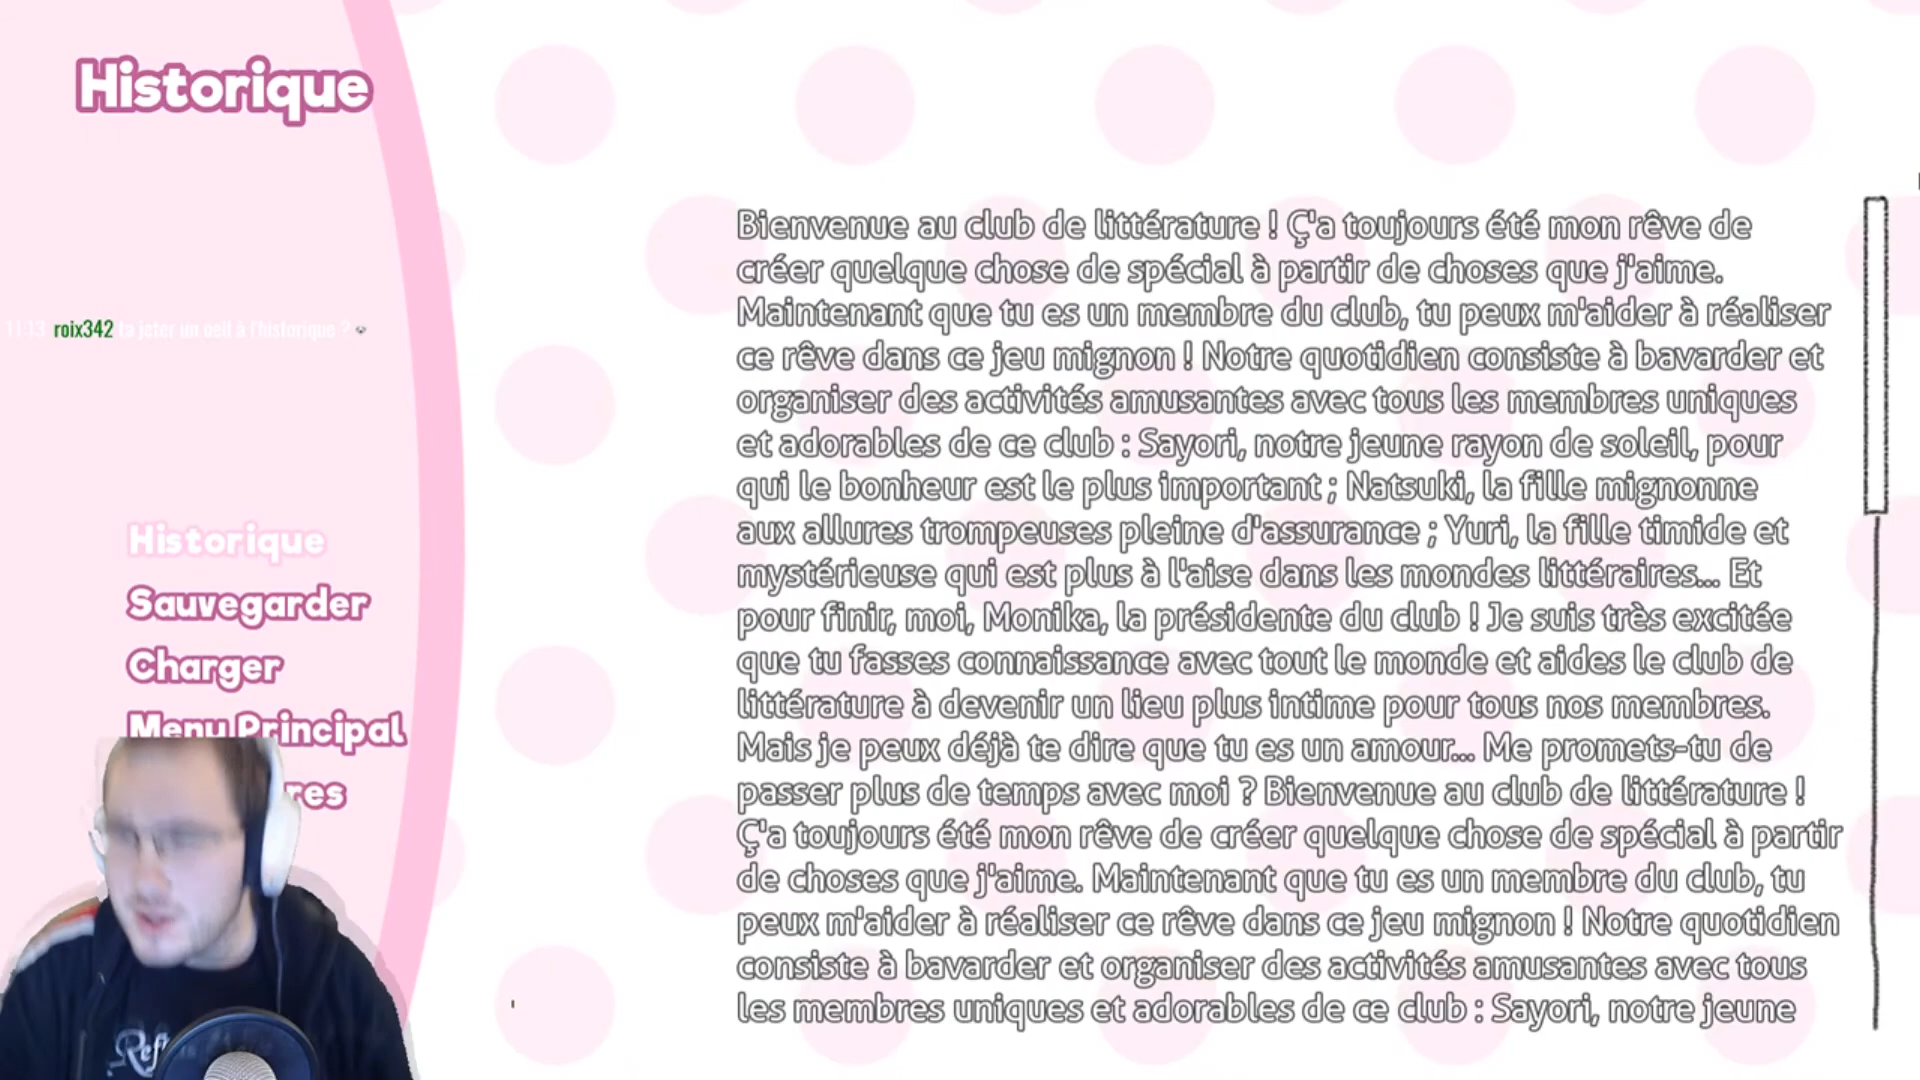 Historique
11:13 roix342 ta jeter un oeil à l'historique ?
Historique
Sauvegarder
Charger
Menu Principal
res
Bienvenue au club de littérature ! Ç'a toujours été mon rêve de
créer quelque chose de spécial à partir de choses que j'aime.
Maintenant que tu es un membre du club, tu peux m'aider à réaliser
ce rêve dans ce jeu mignon ! Notre quotidien consiste à bavarder et
organiser des activités amusantes avec tous les membres uniques
et adorables de ce club : Sayori, notre jeune rayon de soleil, pour
qui le bonheur est le plus important ; Natsuki, la fille mignonne
aux allures trompeuses pleine d'assurance ; Yuri, la fille timide et
mystérieuse qui est plus à l'aise dans les mondes littéraires... Et
pour finir, moi, Monika, la présidente du club ! Je suis très excitée
que tu fasses connaissance avec tout le monde et aides le club de
littérature à devenir un lieu plus intime pour tous nos membres.
Mais je peux déjà te dire que tu es un amour... Me promets-tu de
passer plus de temps avec moi ? Bienvenue au club de littérature !
Ç'a toujours été mon rêve de créer quelque chose de spécial à partir
de choses que j'aime. Maintenant que tu es un membre du club, tu
peux m'aider à réaliser ce rêve dans ce jeu mignon ! Notre quotidien
consiste à bavarder et organiser des activités amusantes avec tous
les membres uniques et adorables de ce club : Sayori, notre jeune